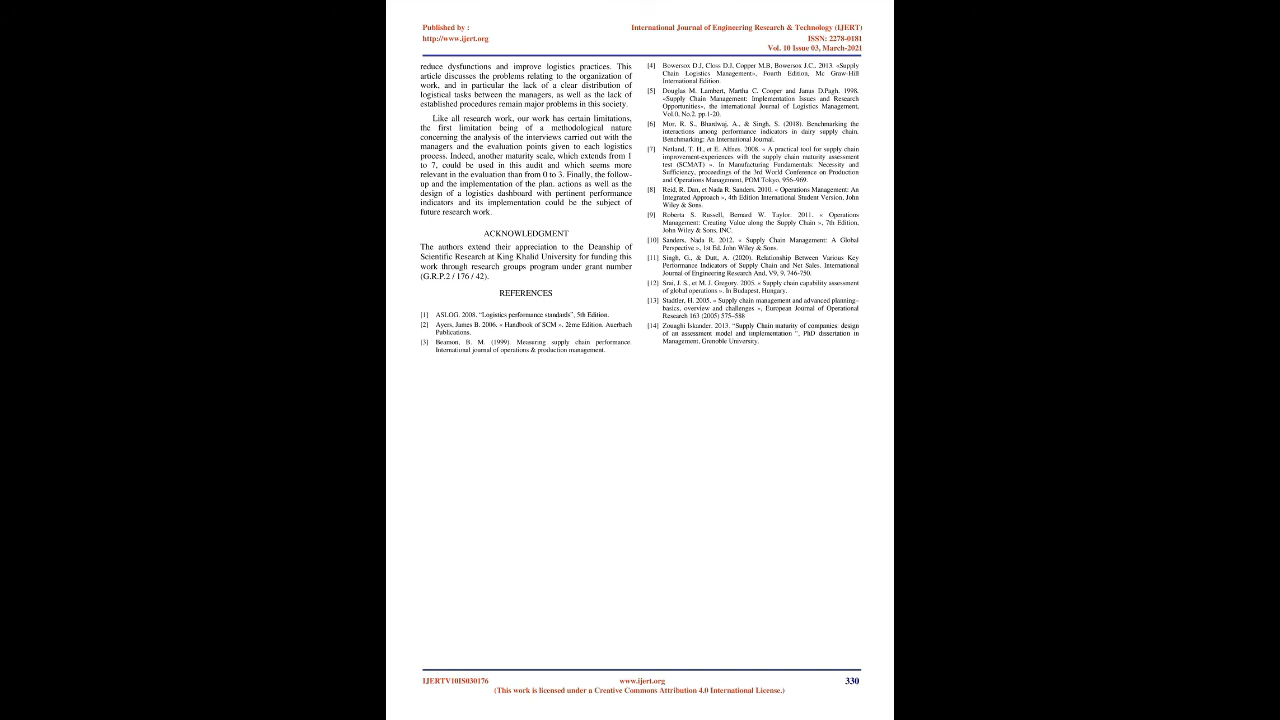 Published by :
International Journal of Engineering Research & Technology (IJERT)
http://www.ijert.org
ISSN: 2278-0181
Vol. 10 Issue 03, March-2021
reduce dysfunctions and improve logistics practices. This
article discusses the problems relating to the organization of
work, and in particular the lack of a clear distribution of
logistical tasks between the managers, as well as the lack of
established procedures remain major problems in this society.
Like all research work, our work has certain limitations,
the first limitation being of a methodological nature
concerning the analysis of the interviews carried out with the
managers and the evaluation points given to each logistics
process. Indeed, another maturity scale, which extends from 1
to 7, could be used in this audit and which seems more
relevant in the evaluation than from 0 to 3. Finally, the follow-
up and the implementation of the plan. actions as well as the
design of a logistics dashboard with pertinent performance
indicators and its implementation could be the subject of
future research work.
ACKNOWLEDGMENT
The authors extend their appreciation to the Deanship of
Scientific Research at King Khalid University for funding this
work through research groups program under grant number
(G.R.P.2 / 176 / 42).
REFERENCES
[1] ASLOG. 2008. “Logistics performance standards”, 5th Edition.
[2] Ayers, James B. 2006. « Handbook of SCM ». 2ème Edition. Auerbach
Publications.
[3] Beamon, B. M. (1999). Measuring supply chain performance.
International journal of operations & production management.
[4] Bowersox D.J, Closs D.J, Copper M.B, Bowersox J.C.. 2013. «Supply
Chain Logistics Management», Fourth Edition, Mc Graw-Hill
International Edition.
[5] Douglas M. Lambert, Martha C. Cooper and Janus D.Pagh. 1998.
«Supply Chain Management: Implementation Issues and Research
Opportunities», the international Journal of Logistics Management,
Vol.0, No.2. pp.1-20.
[6] Mor, R. S., Bhardwaj, A., & Singh, S. (2018). Benchmarking the
interactions among performance indicators in dairy supply chain.
Benchmarking: An International Journal.
[7] Netland, T. H., et E. Alfnes. 2008. « A practical tool for supply chain
improvement-experiences with the supply chain maturity assessment
test (SCMAT) ». In Manufacturing Fundamentals: Necessity and
Sufficiency, proceedings of the 3rd World Conference on Production
and Operations Management, POM Tokyo, 956–969.
[8] Reid, R. Dan, et Nada R. Sanders. 2010. « Operations Management: An
Integrated Approach », 4th Edition International Student Version, John
Wiley & Sons.
[9] Roberta S. Russell, Bernard W. Taylor. 2011. « Operations
Management: Creating Value along the Supply Chain », 7th Edition,
John Wiley & Sons, INC.
[10] Sanders, Nada R. 2012. « Supply Chain Management: A Global
Perspective », 1st Ed, John Wiley & Sons.
[11] Singh, G., & Dutt, A. (2020). Relationship Between Various Key
Performance Indicators of Supply Chain and Net Sales. International
Journal of Engineering Research And, V9, 9, 746-750.
[12] Srai, J. S., et M. J. Gregory. 2005. « Supply chain capability assessment
of global operations ». In Budapest, Hungary.
[13] Stadtler, H. 2005. « Supply chain management and advanced planning–
basics, overview and challenges », European Journal of Operational
Research 163 (2005) 575–588
[14] Zouaghi Iskander. 2013. “Supply Chain maturity of companies: design
of an assessment model and implementation ”, PhD dissertation in
Management, Grenoble University.
IJERTV10IS030176
www.ijert.org
330
(This work is licensed under a Creative Commons Attribution 4.0 International License.)